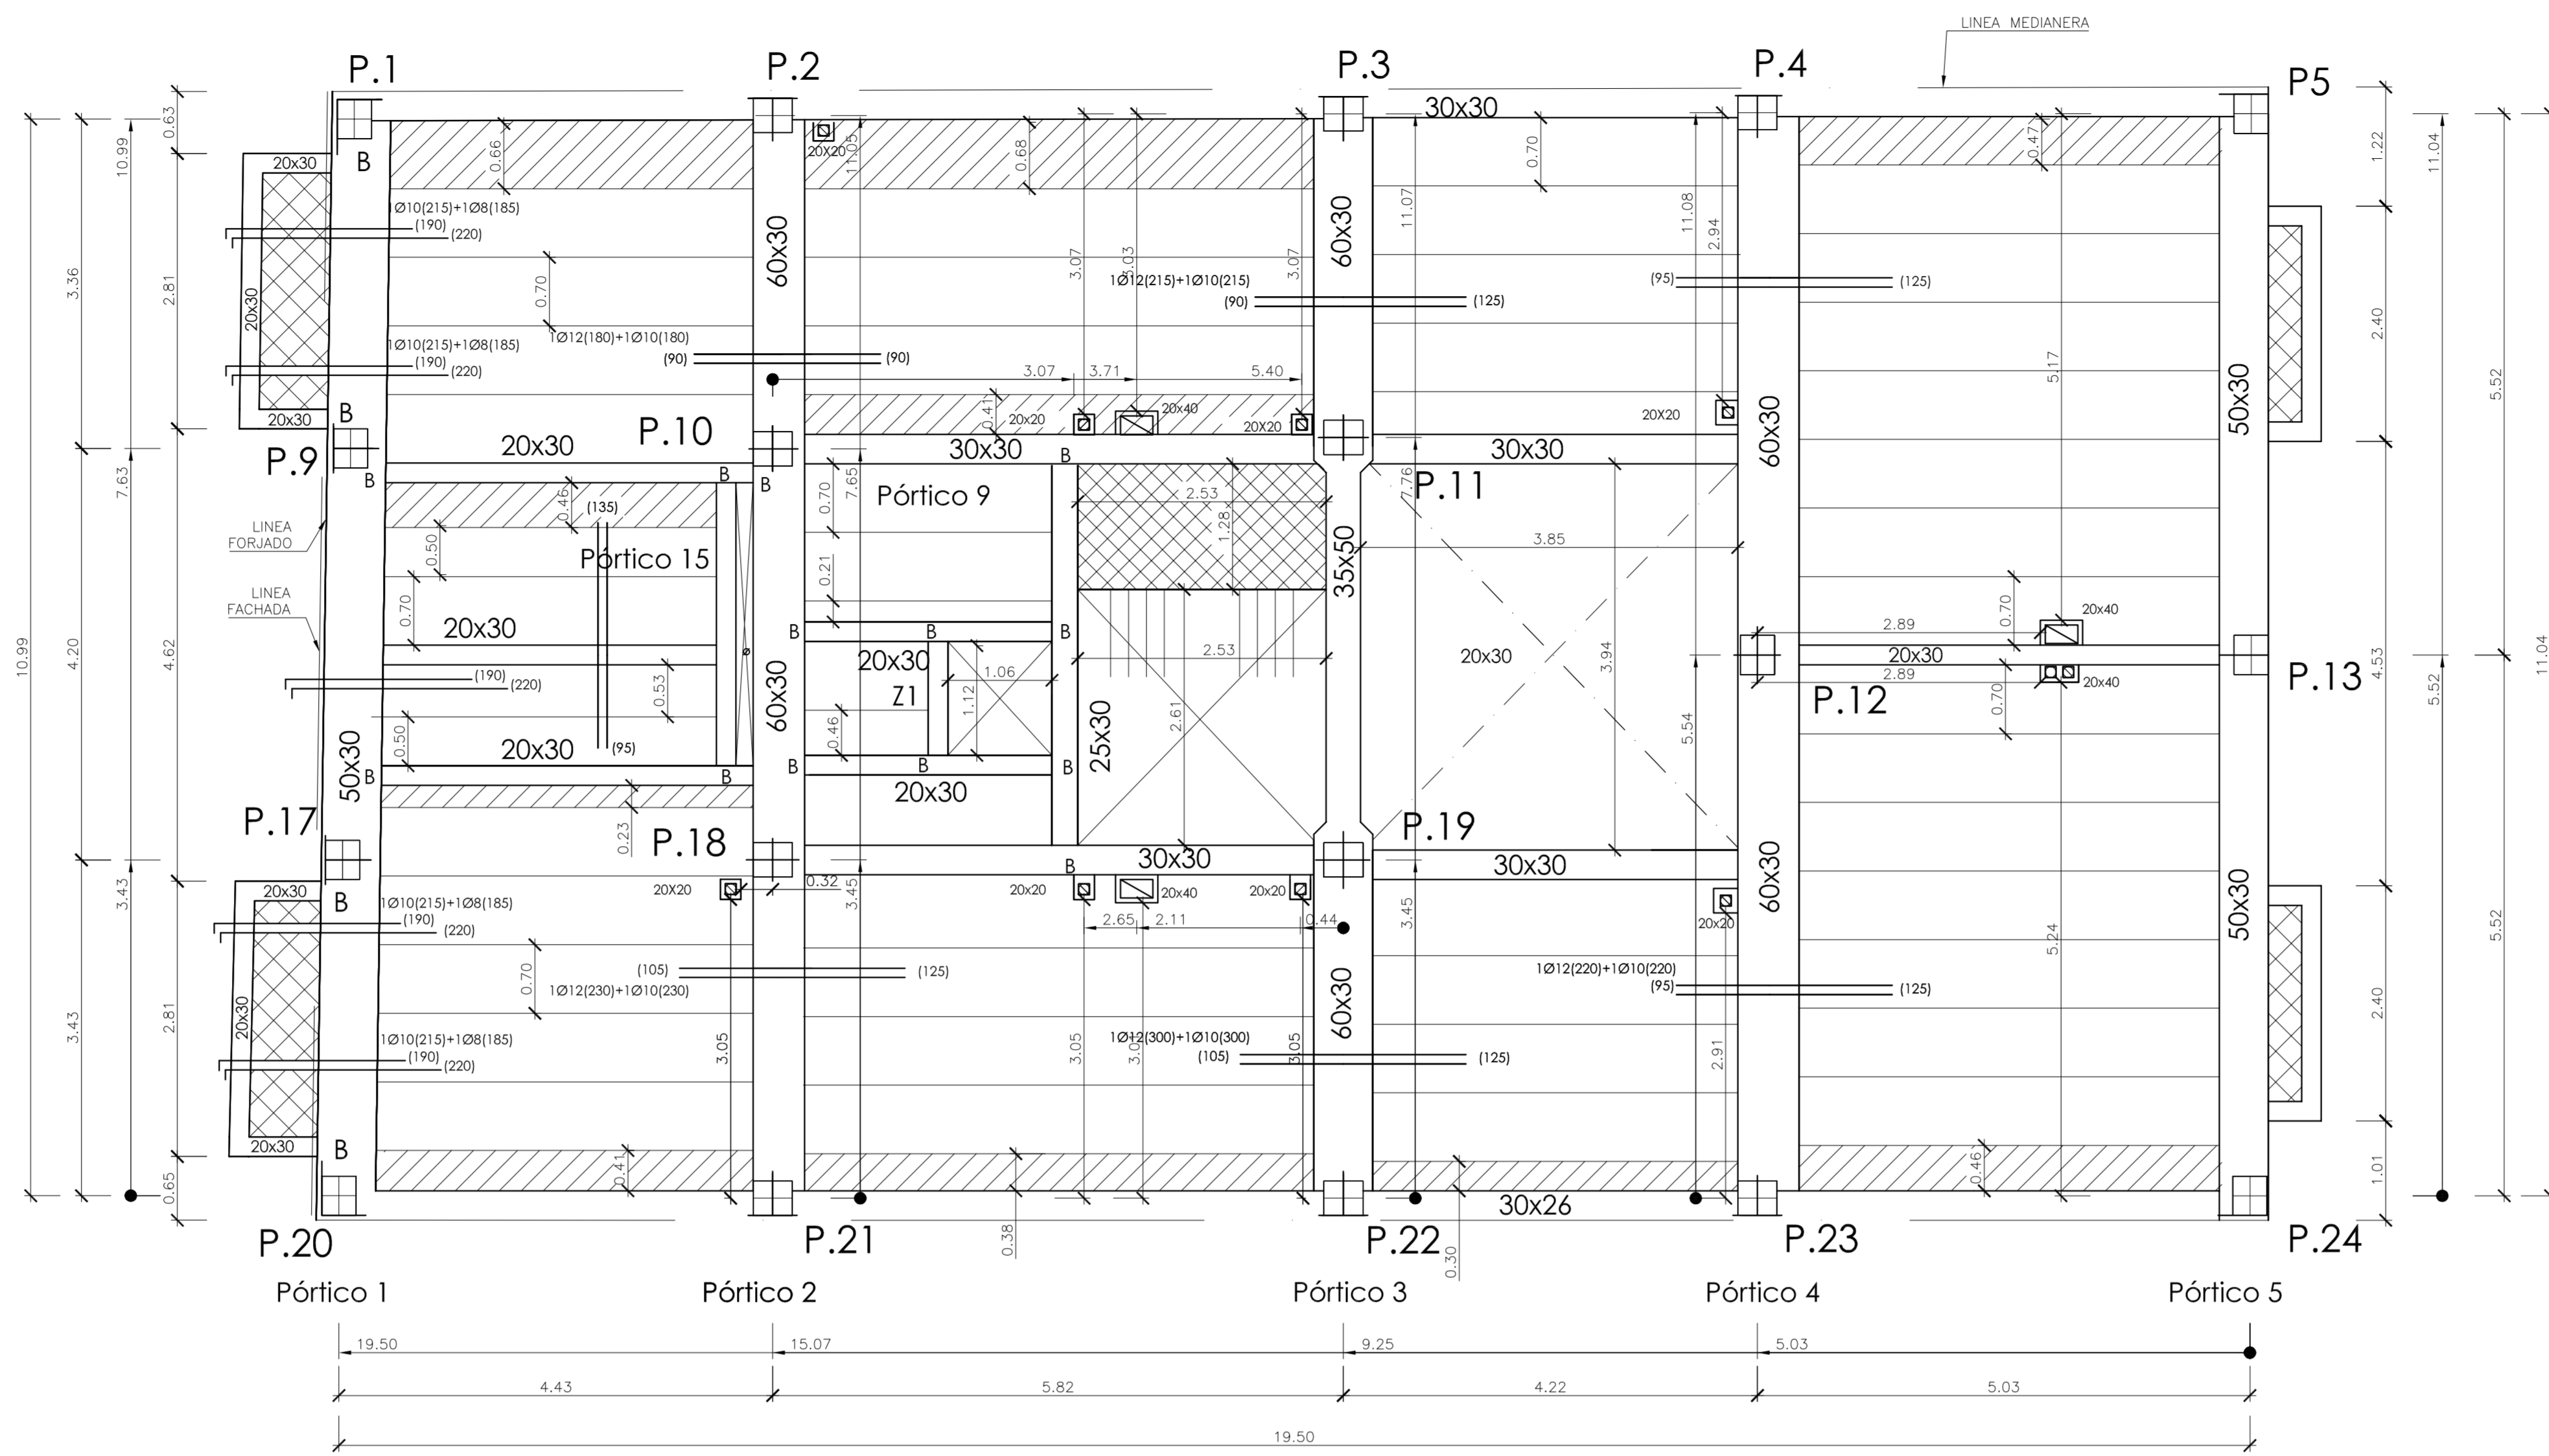 LINEA MEDIANERA
P.1
P.2
P.3
P.4
P5
30x30
0.63
10.99
3.36
2.81
20x30
B
0.66
20X20
11.05
0.68
0.70
11.07
11.08
2.94
0.47
1.22
11.04
1Ø10(215)+1Ø8(185)
(190)
(220)
60x30
3.07
3.03
3.07
60x30
1Ø12(215)+1Ø10(215)
(90)
(125)
(95)
(125)
20x30
0.70
1Ø10(215)+1Ø8(185)
(190)
(220)
1Ø12(180)+1Ø10(180)
(90)
(90)
3.07
3.71
5.40
5.17
2.40
5.52
5.52
50x30
60x30
20x30
B
0.41
20x20
20x40
20X20
20X20
P.9
P.10
20x30
30x30
B
30x30
P.11
7.63
7.65
7.76
B
B
B
0.46
(135)
0.70
Pórtico 9
2.53
1.28
LINEA
FORJADO
0.50
Pórtico 15
35x50
3.85
0.21
LINEA
FACHADA
0.70
20x30
B
B
B
0.70
20x40
2.89
10.99
4.20
4.62
20x30
1.06
2.53
20x30
3.94
20x30
4.53
11.04
(190)
(220)
0.53
60x30
Z1
1.12
2.61
2.89
20x40
P.12
P.13
5.52
0.50
20x30
(95)
0.46
25x30
5.54
0.70
50x30
B
B
B
B
B
20x30
P.17
0.23
P.18
30x30
P.19
30x30
60x30
50x30
B
20x30
B
20X20
0.32
3.45
20x20
20x40
20x20
3.45
20x20
1Ø10(215)+1Ø8(185)
(190)
(220)
2.65
2.11
0.44
3.43
3.43
2.81
20x30
0.70
(105)
(125)
1Ø12(230)+1Ø10(230)
60x30
1Ø12(220)+1Ø10(220)
(95)
(125)
5.24
2.40
5.52
1Ø10(215)+1Ø8(185)
(190)
(220)
3.05
3.05
1Ø12(300)+1Ø10(300)
(105)
3.05
(125)
2.91
20x30
B
0.65
0.41
0.38
0.30
30x26
0.46
1.01
P.20
P.21
P.22
P.23
P.24
Pórtico 1
Pórtico 2
Pórtico 3
Pórtico 4
Pórtico 5
19.50
15.07
9.25
5.03
4.43
5.82
4.22
5.03
19.50